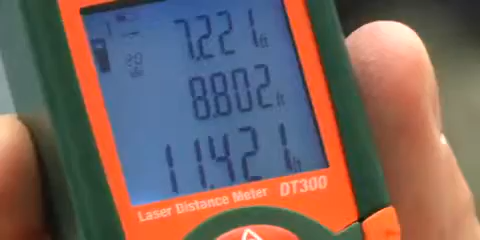 7.221 ft
8.802 ft
11.421 ft
Laser Distance Meter DT300